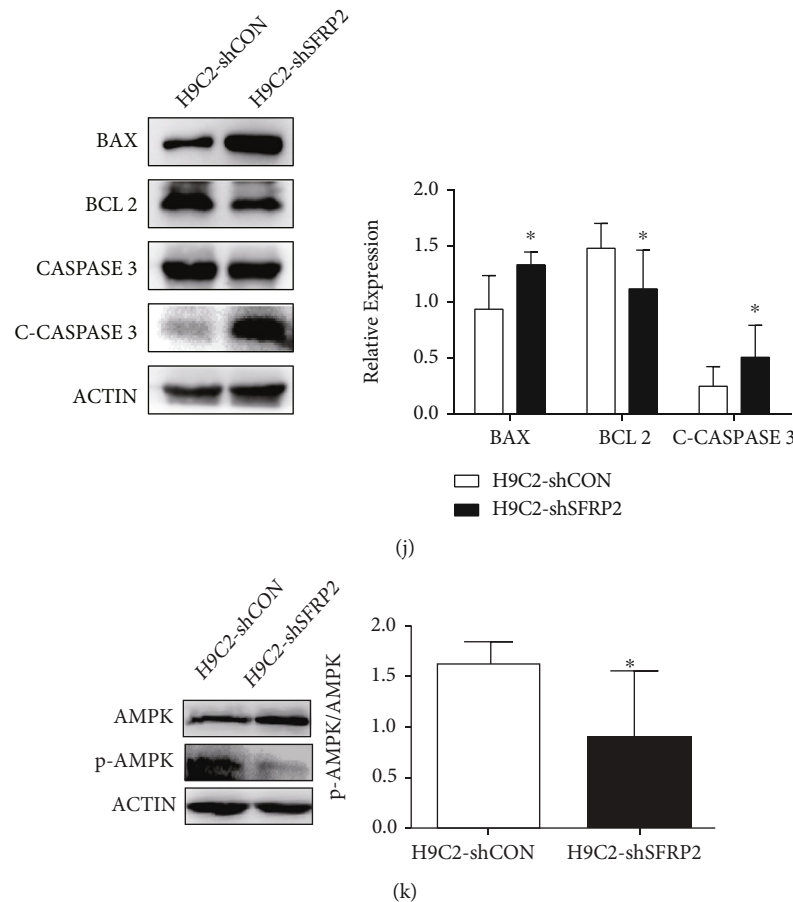 H9C2-shCON
H9C2-shSFRP2
BAX
BCL 2
CASPASE 3
C-CASPASE 3
ACTIN
Relative Expression
2.0
1.5
1.0
0.5
0.0
*
*
*
BAX
BCL 2
C-CASPASE 3
H9C2-shCON
H9C2-shSFRP2
(j)
H9C2-shCON
H9C2-shSFRP2
AMPK
p-AMPK
ACTIN
p-AMPK/AMPK
2.0
1.5
1.0
0.5
0.0
*
H9C2-shCON
H9C2-shSFRP2
(k)